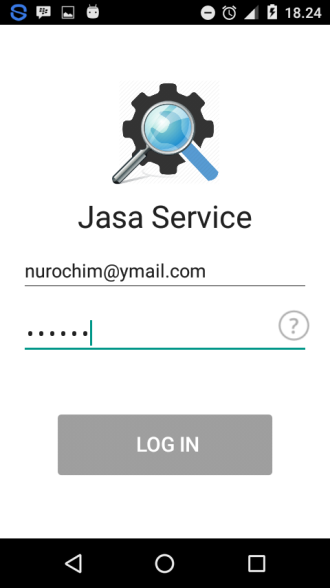 18.24
Jasa Service
nurochim@ymail.com
••••••
?
LOG IN